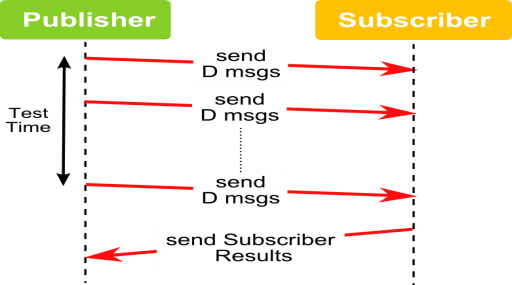 Publisher
Subscriber
send
D msgs
Test
Time
send
D msgs
send
D msgs
send Subscriber
Results